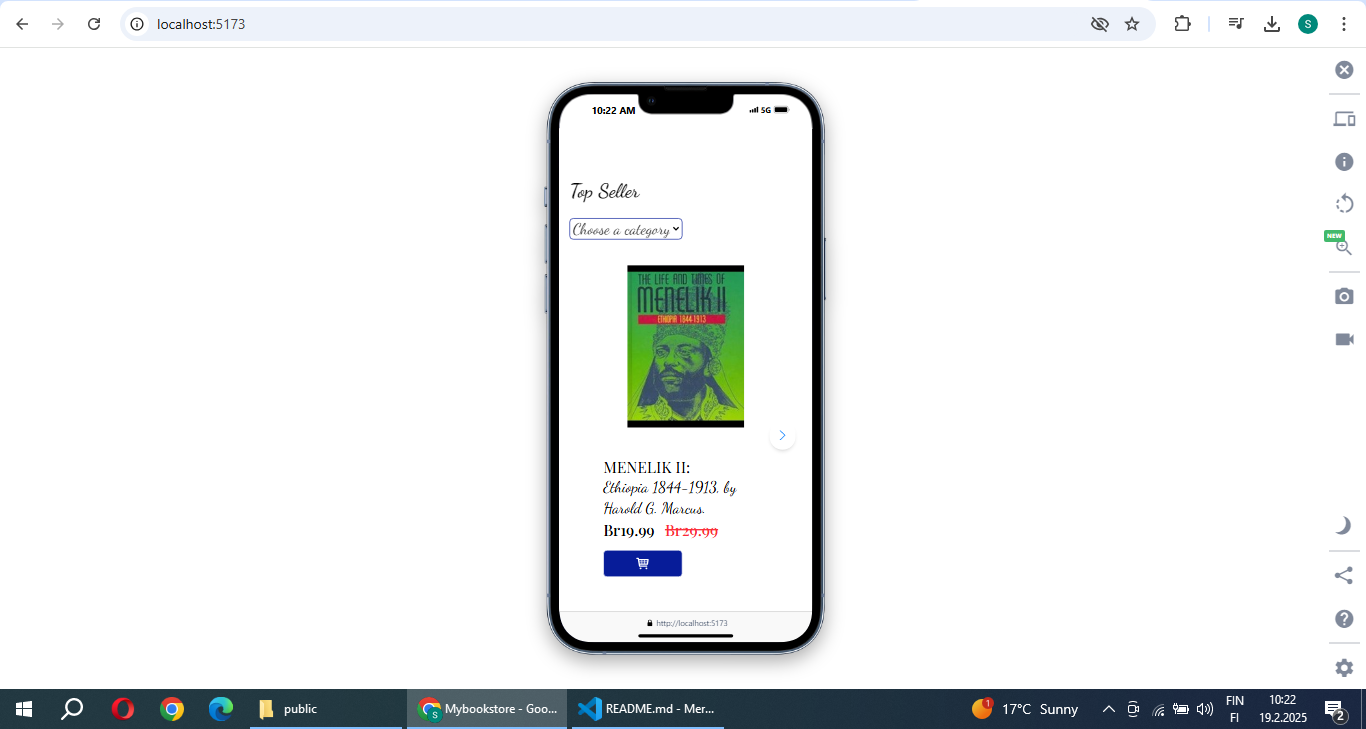 localhost:5173
S
10:22 AM
5G
Top Seller
Choose a category
THE LIFE AND TIMES OF
MENELIK II
ETHIOPIA 1844-1913
MENELIK II:
Ethiopia 1844-1913, by
Harold G. Marcus.
Br19.99 Br29.99
http://localhost:5173
NEW
public
S
Mybookstore - Goo...
README.md - Mer...
1
17°C Sunny
FIN
FI
10:22
19.2.2025
2